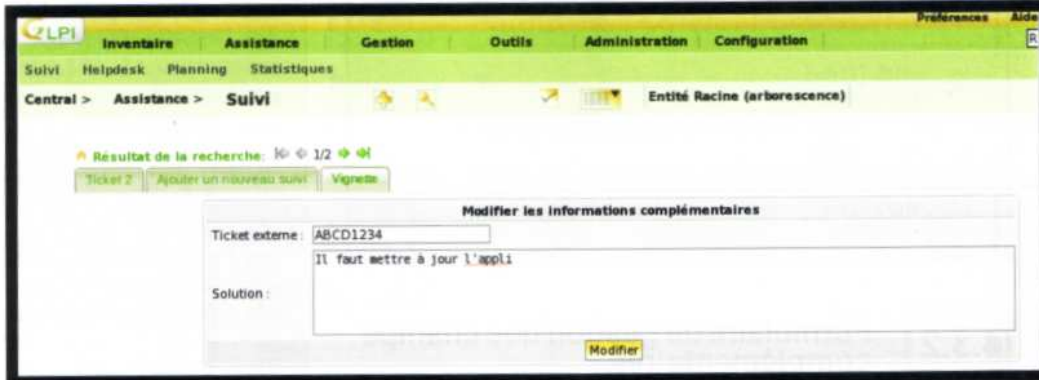 Préférences Aide
GLPI
Inventaire Assistance Gestion Outils Administration Configuration
R
Suivi Helpdesk Planning Statistiques
Central > Assistance > Suivi Entité Racine (arborescence)
Résultat de la recherche: 1/2
Ticket 2 Ajouter un nouveau suivi Vignette
Modifier les informations complémentaires
Ticket externe : ABCD1234
Il faut mettre à jour l'appli
Solution :
Modifier